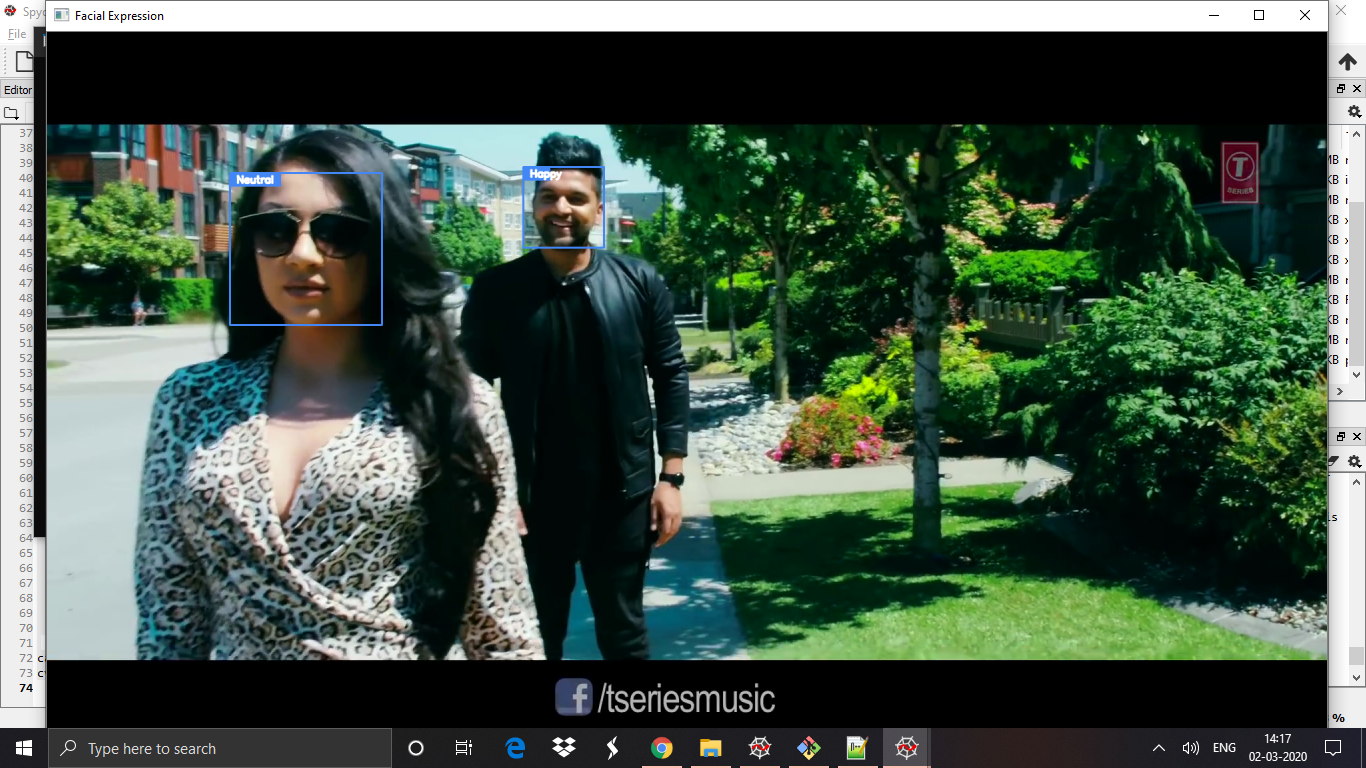 Spyd
Facial Expression
File
Editor
37
38
39
40
41
42
43
44
45
46
47
48
49
50
51
52
53
54
55
56
57
58
59
60
61
62
63
64
65
66
67
68
69
70
71
72 c
73 c
74
Neutral
Happy
T
SERIES
MB r
KB i
MB r
KB x
KB x
KB x
MB r
KB r
KB F
KB r
MB r
KB p
ls
%
f/tseriesmusic
Type here to search
ENG
14:17
02-03-2020